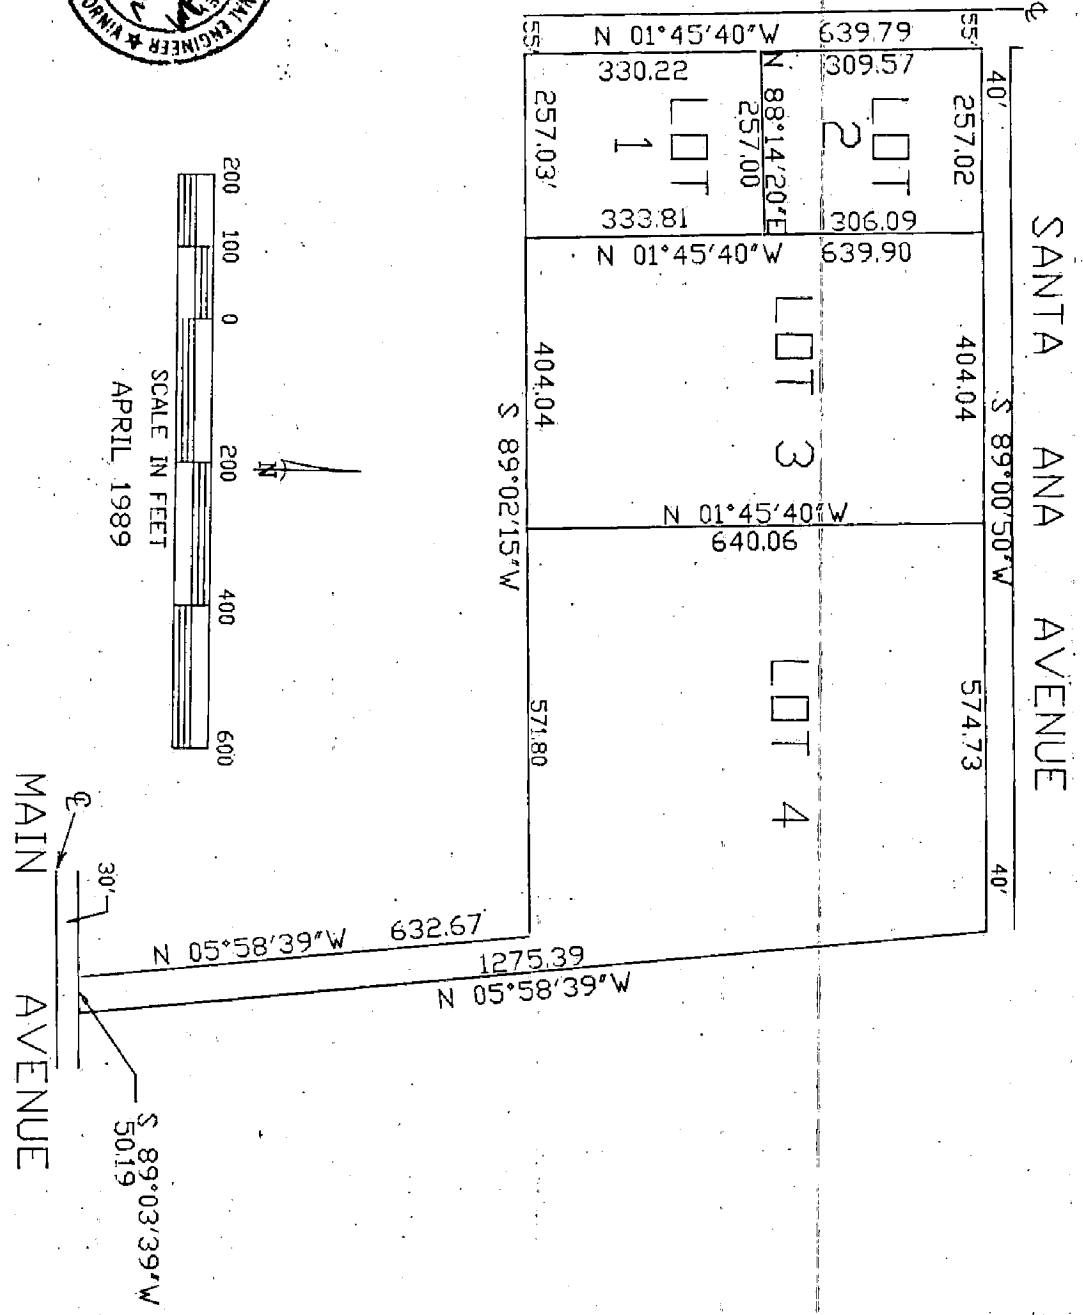 SANTA ANA AVENUE
℄
40'
S 89°00'50"W
40'
55'
257.02
404.04
574.73
N 01°45'40"W 639.79
309.57
330.22
LOT
2
306.09
N 88°14'20"E
257.00
LOT
1
333.81
N 01°45'40"W 639.90
LOT 3
N 01°45'40"W
640.06
LOT 4
55'
257.03'
404.04
571.80
S 89°02'15"W
N 05°58'39"W 632.67
1275.39
N 05°58'39"W
N
200 100 0 200 400 600
SCALE IN FEET
APRIL 1989
℄
30'
MAIN AVENUE
S 89°03'39"W
50.19
ENGINEER